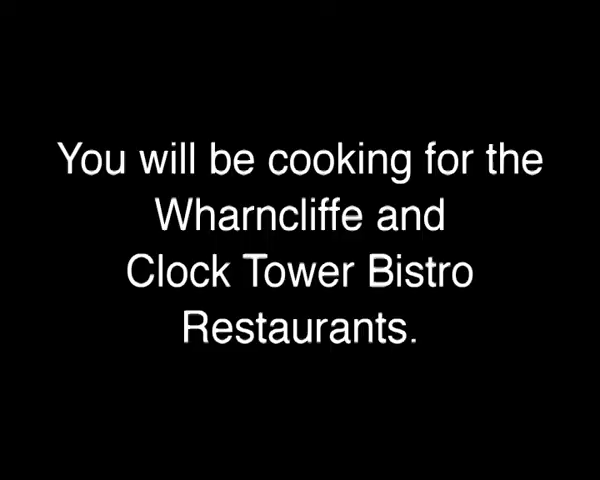 You will be cooking for the
Wharncliffe and
Clock Tower Bistro
Restaurants.